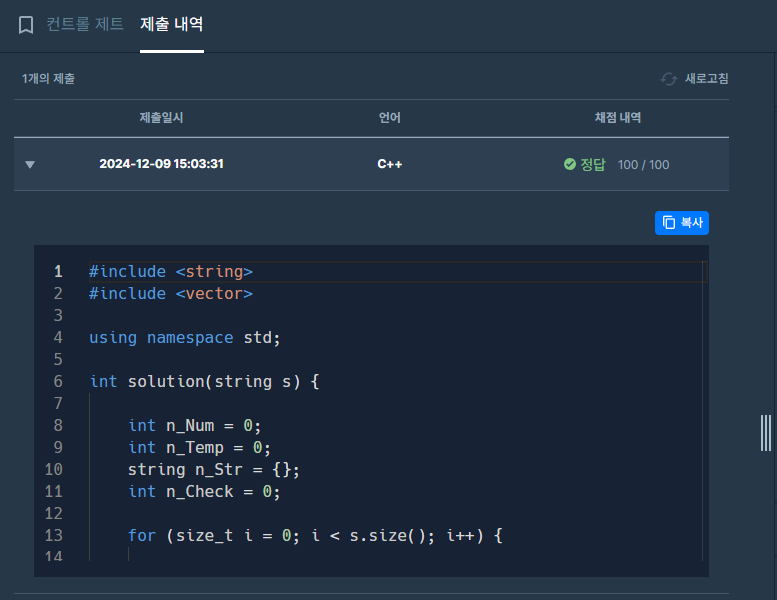 컨트롤 제트 제출 내역
1개의 제출 새로고침
제출일시 언어 채점 내역
2024-12-09 15:03:31 C++ 정답 100 / 100
복사
1 #include <string>
2 #include <vector>
3
4 using namespace std;
5
6 int solution(string s) {
7
8 int n_Num = 0;
9 int n_Temp = 0;
10 string n_Str = {};
11 int n_Check = 0;
12
13 for (size_t i = 0; i < s.size(); i++) {
14